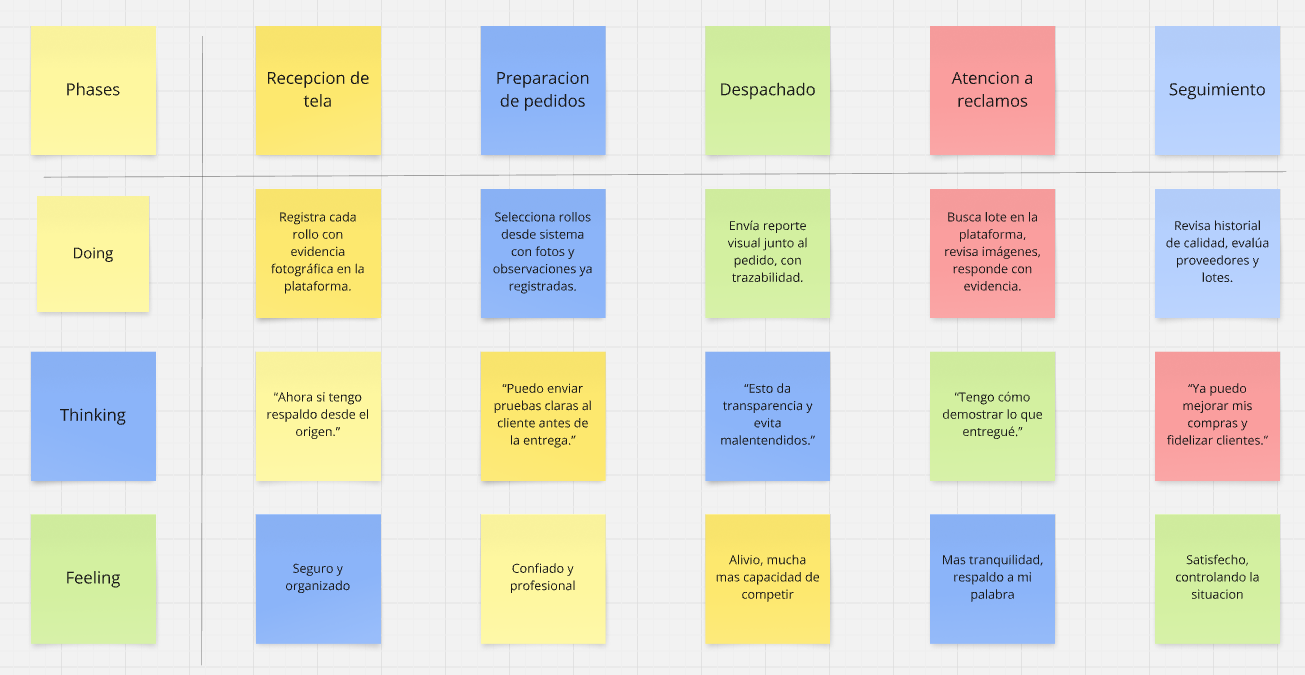 Phases
Recepcion de
tela
Preparacion
de pedidos
Despachado
Atencion a
reclamos
Seguimiento
Doing
Registra cada
rollo con
evidencia
fotográfica en la
plataforma.
Selecciona rollos
desde sistema
con fotos y
observaciones ya
registradas.
Envía reporte
visual junto al
pedido, con
trazabilidad.
Busca lote en la
plataforma,
revisa imágenes,
responde con
evidencia.
Revisa historial
de calidad, evalúa
proveedores y
lotes.
Thinking
“Ahora si tengo
respaldo desde el
origen.”
“Puedo enviar
pruebas claras al
cliente antes de
la entrega.”
“Esto da
transparencia y
evita
malentendidos.”
“Tengo cómo
demostrar lo que
entregué.”
“Ya puedo
mejorar mis
compras y
fidelizar clientes.”
Feeling
Seguro y
organizado
Confiado y
profesional
Alivio, mucha
mas capacidad de
competir
Mas tranquilidad,
respaldo a mi
palabra
Satisfecho,
controlando la
situacion